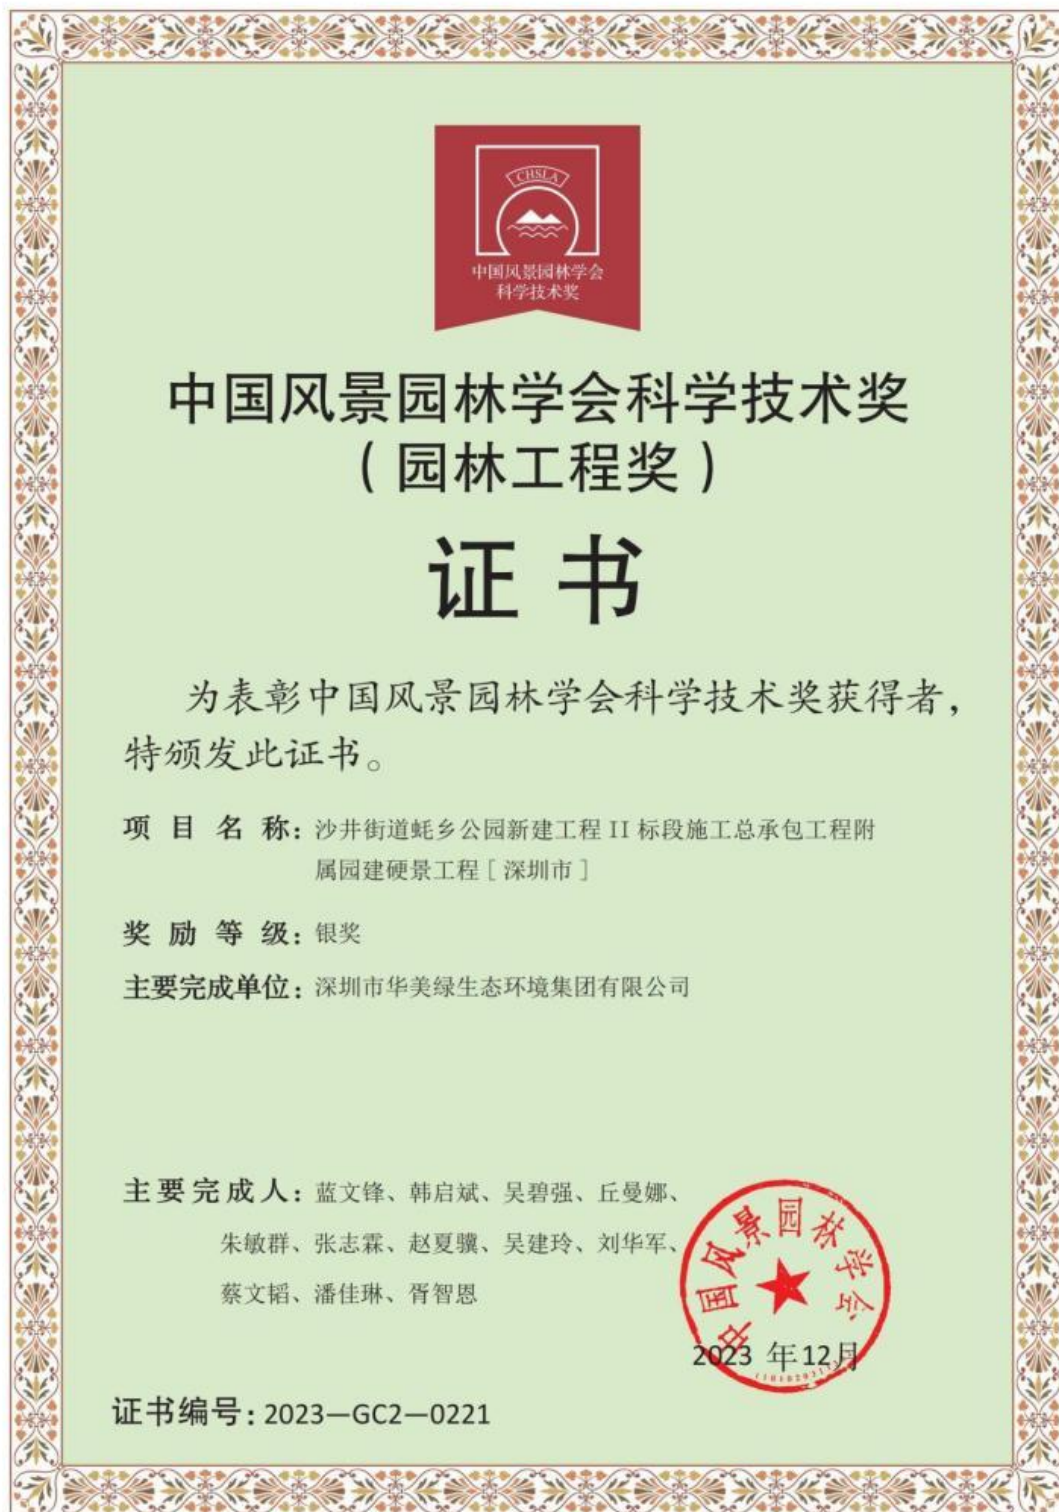 CHSLA
中国风景园林学会
科学技术奖
中国风景园林学会科学技术奖
（园林工程奖）
证书
为表彰中国风景园林学会科学技术奖获得者，
特颁发此证书。
项目名称：沙井街道蚝乡公园新建工程 II 标段施工总承包工程附
属园建硬景工程［深圳市］
奖励等级：银奖
主要完成单位：深圳市华美绿生态环境集团有限公司
主要完成人：蓝文锋、韩启斌、吴碧强、丘曼娜、
朱敏群、张志霖、赵夏骥、吴建玲、刘华军、
蔡文韬、潘佳琳、胥智恩
中国风景园林学会
2023 年12月
证书编号：2023—GC2—0221